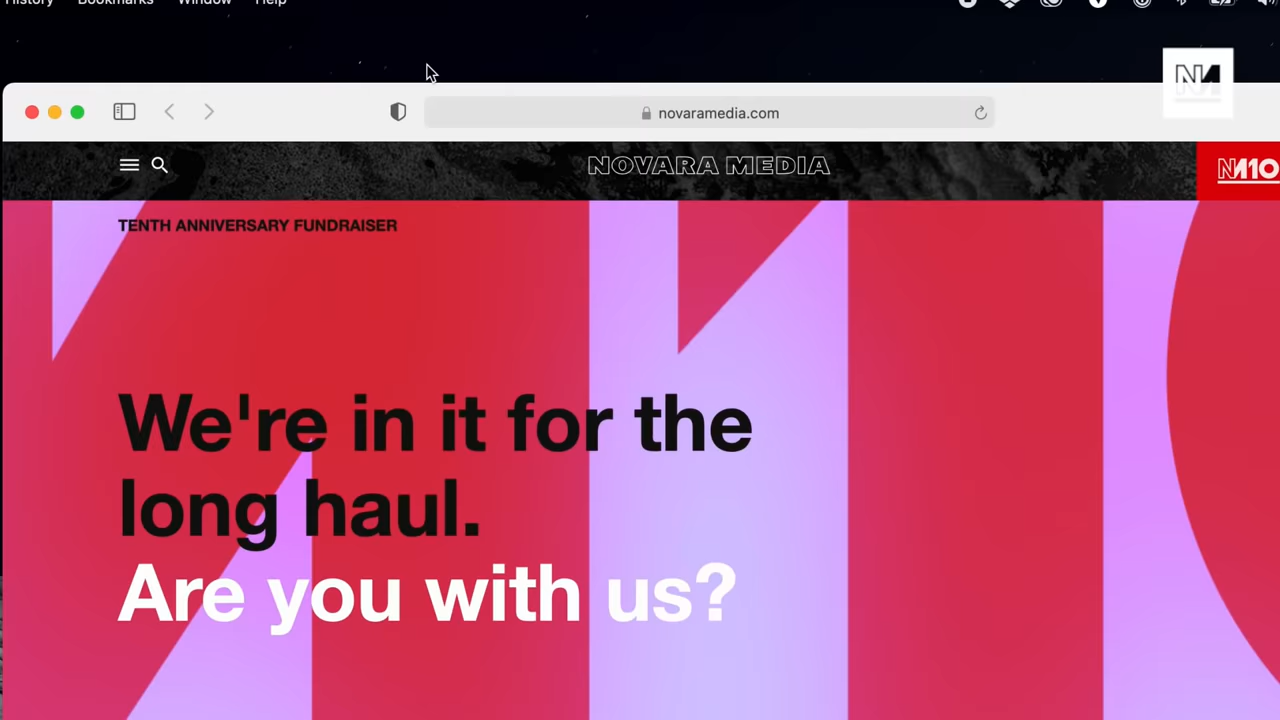 History Bookmarks Window Help
novaramedia.com
NOVARA MEDIA
TENTH ANNIVERSARY FUNDRAISER
We're in it for the
long haul.
Are you with us?